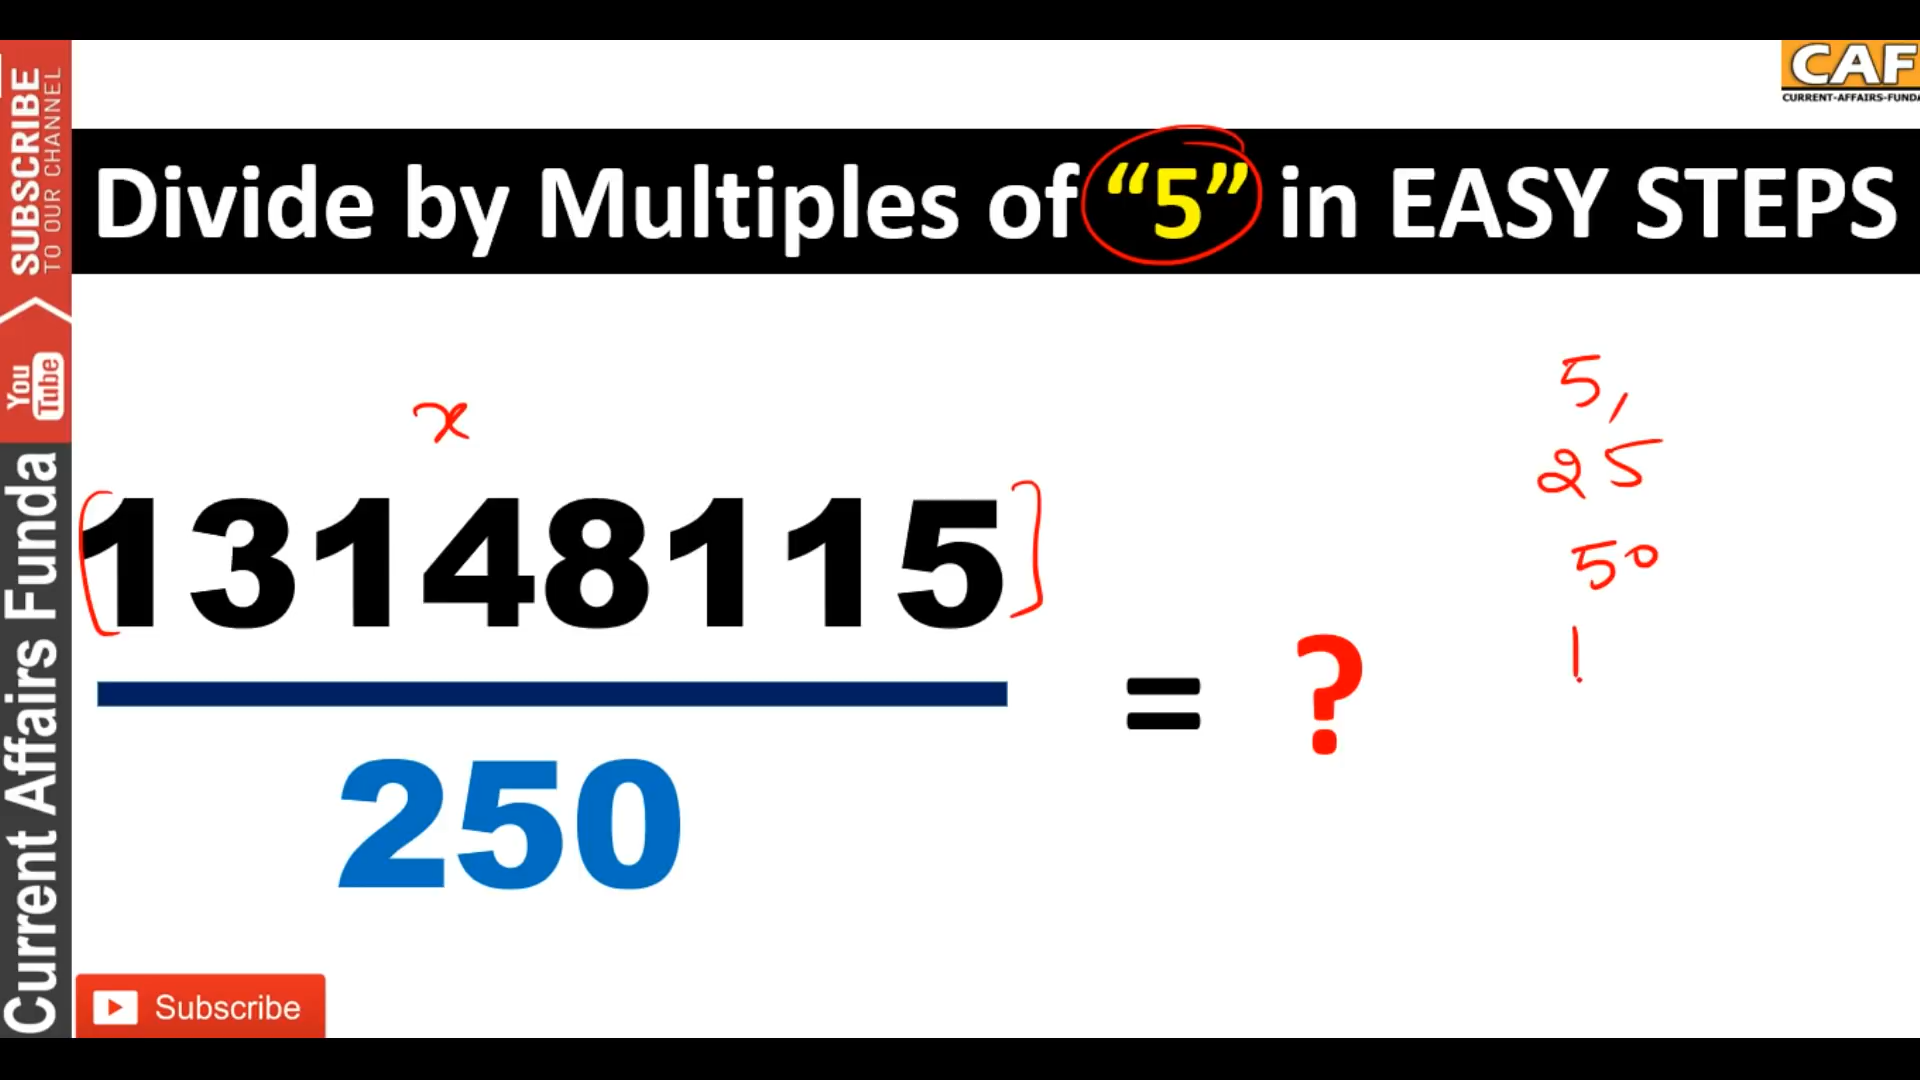 CAF
CURRENT-AFFAIRS-FUNDA
SUBSCRIBE
TO OUR CHANNEL
You
Tube
Current Affairs Funda
Divide by Multiples of “5” in EASY STEPS
x
13148115
250
= ?
5,
25
50
1
Subscribe